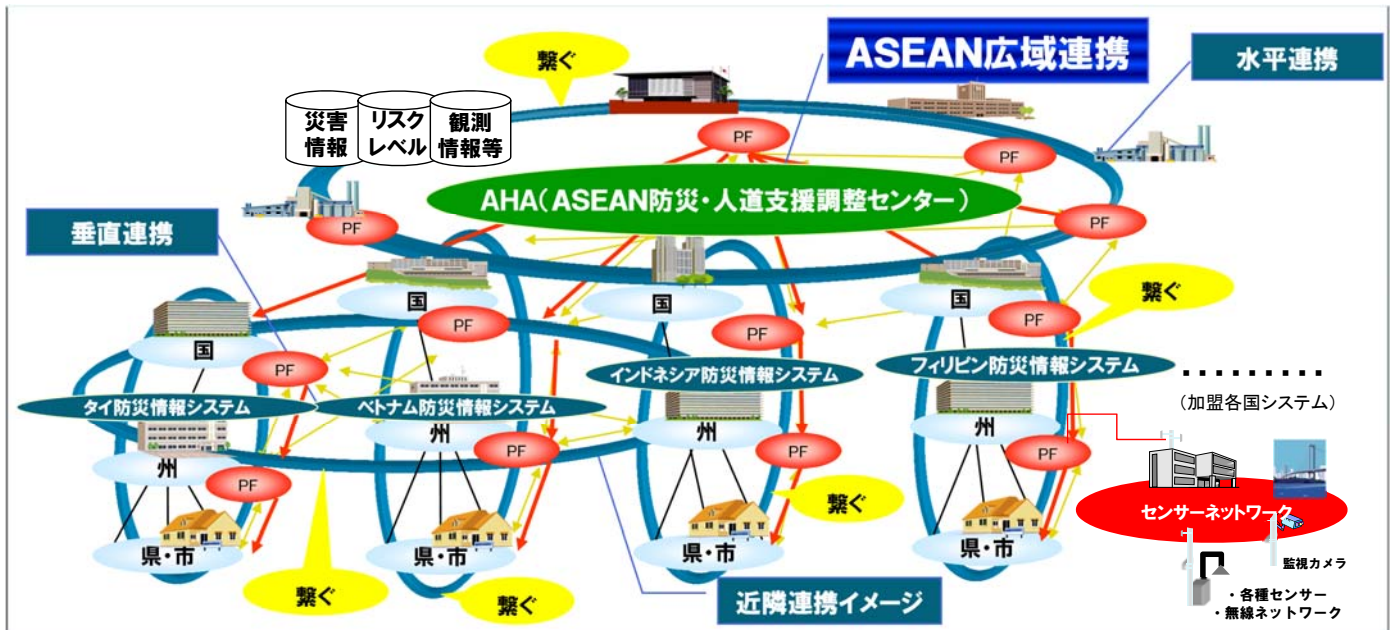 繋ぐ
ASEAN広域連携
水平連携
災害
情報
リスク
レベル
観測
情報等
PF
PF
AHA(ASEAN防災・人道支援調整センター)
PF
PF
垂直連携
国
国
国
繋ぐ
PF
PF
PF
国
PF
インドネシア防災情報システム
フィリピン防災情報システム
・・・・・・・・・
(加盟各国システム)
タイ防災情報システム
ベトナム防災情報システム
州
州
州
州
PF
PF
PF
PF
繋ぐ
センサーネットワーク
県・市
県・市
県・市
県・市
監視カメラ
繋ぐ
繋ぐ
近隣連携イメージ
・各種センサー
・無線ネットワーク